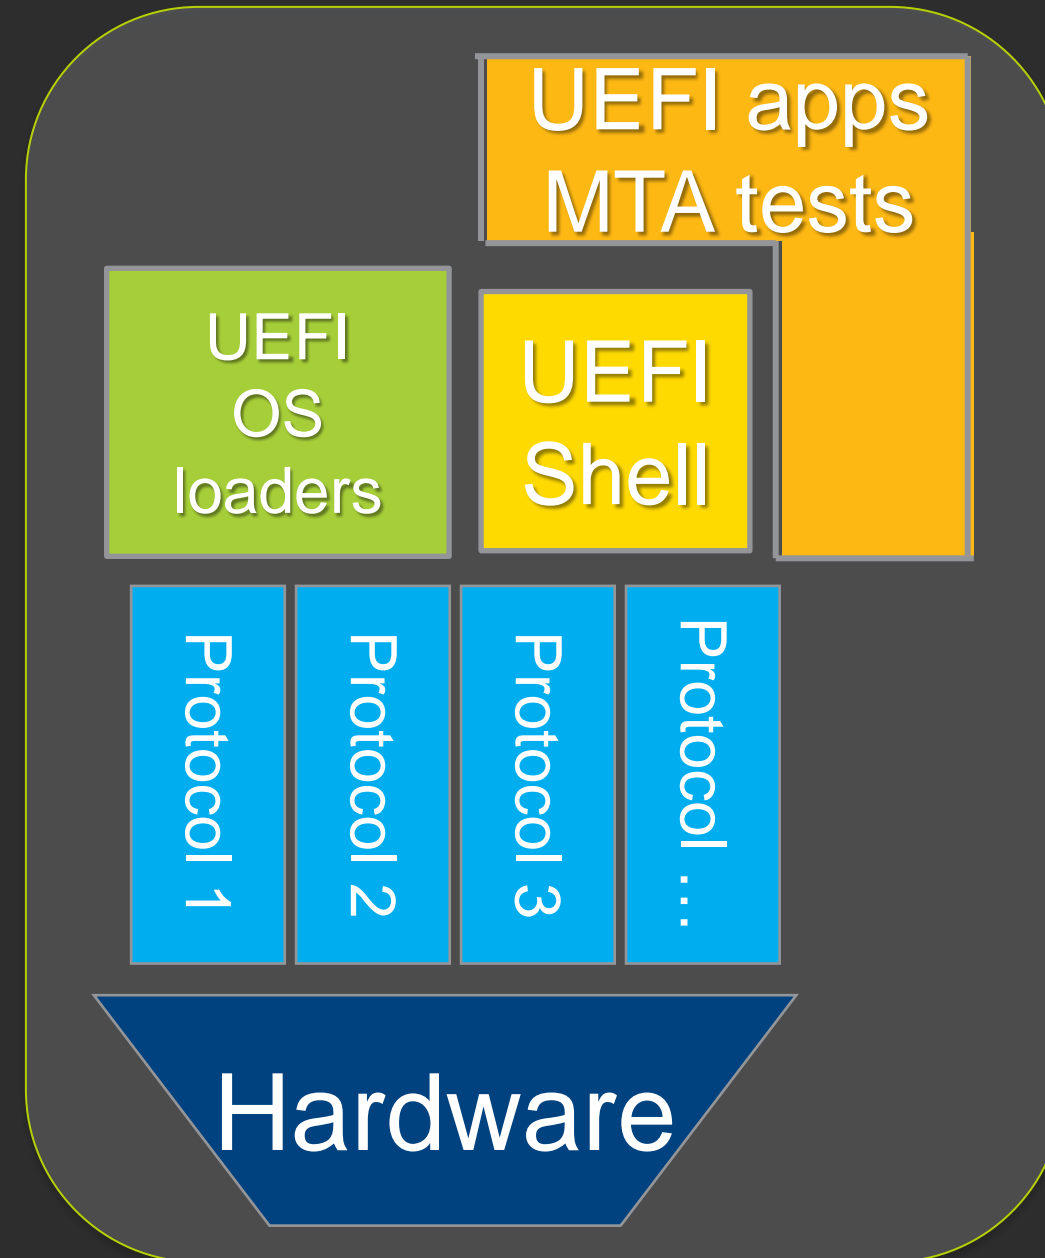 UEFI apps
MTA tests
UEFI
OS
loaders
UEFI
Shell
Protocol 1
Protocol 2
Protocol 3
Protocol …
Hardware